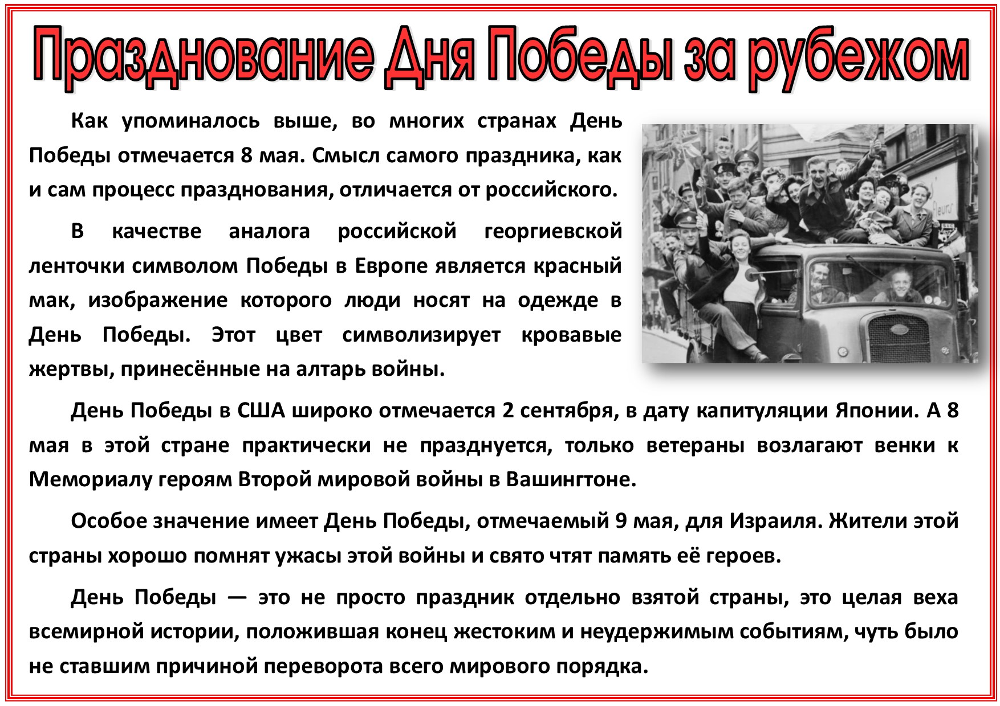 Празднование Дня Победы за рубежом
Как упоминалось выше, во многих странах День
Победы отмечается 8 мая. Смысл самого праздника, как
и сам процесс празднования, отличается от российского.
В качестве аналога российской георгиевской
ленточки символом Победы в Европе является красный
мак, изображение которого люди носят на одежде в
День Победы. Этот цвет символизирует кровавые
жертвы, принесённые на алтарь войны.
fleurs
День Победы в США широко отмечается 2 сентября, в дату капитуляции Японии. А 8
мая в этой стране практически не празднуется, только ветераны возлагают венки к
Мемориалу героям Второй мировой войны в Вашингтоне.
Особое значение имеет День Победы, отмечаемый 9 мая, для Израиля. Жители этой
страны хорошо помнят ужасы этой войны и свято чтят память её героев.
День Победы — это не просто праздник отдельно взятой страны, это целая веха
всемирной истории, положившая конец жестоким и неудержимым событиям, чуть было
не ставшим причиной переворота всего мирового порядка.